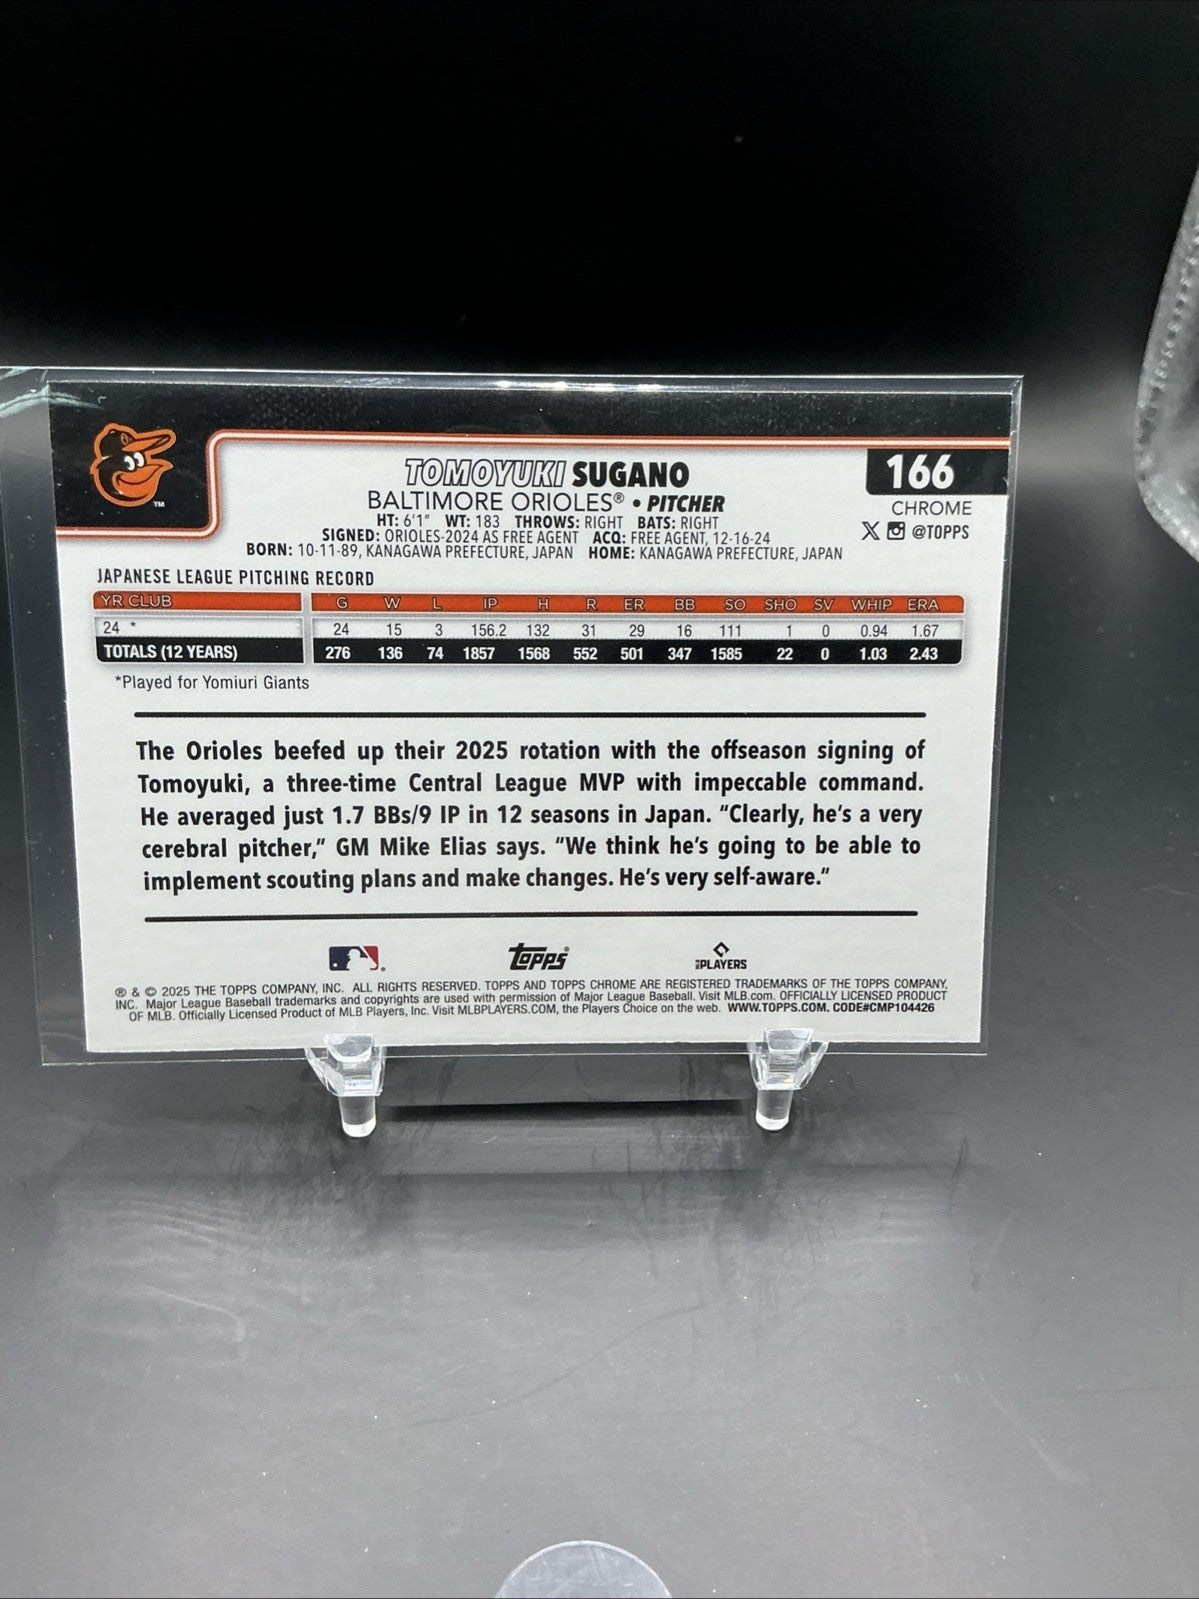 TOMOYUKI SUGANO
166
BALTIMORE ORIOLES® • PITCHER
CHROME
HT: 6'1" WT: 183 THROWS: RIGHT BATS: RIGHT
@TOPPS
SIGNED: ORIOLES-2024 AS FREE AGENT ACQ: FREE AGENT, 12-16-24
BORN: 10-11-89, KANAGAWA PREFECTURE, JAPAN HOME: KANAGAWA PREFECTURE, JAPAN
JAPANESE LEAGUE PITCHING RECORD
YR CLUB G W L IP H R ER BB SO SHO SV WHIP ERA
24 * 24 15 3 156.2 132 31 29 16 111 1 0 0.94 1.67
TOTALS (12 YEARS) 276 136 74 1857 1568 552 501 347 1585 22 0 1.03 2.43
*Played for Yomiuri Giants
The Orioles beefed up their 2025 rotation with the offseason signing of
Tomoyuki, a three-time Central League MVP with impeccable command.
He averaged just 1.7 BBs/9 IP in 12 seasons in Japan. "Clearly, he's a very
cerebral pitcher," GM Mike Elias says. "We think he's going to be able to
implement scouting plans and make changes. He's very self-aware."
topps®
PLAYERS
® & © 2025 THE TOPPS COMPANY, INC. ALL RIGHTS RESERVED. TOPPS AND TOPPS CHROME ARE REGISTERED TRADEMARKS OF THE TOPPS COMPANY,
INC. Major League Baseball trademarks and copyrights are used with permission of Major League Baseball. Visit MLB.com. OFFICIALLY LICENSED PRODUCT
OF MLB. Officially Licensed Product of MLB Players, Inc. Visit MLBPLAYERS.COM, the Players Choice on the web. WWW.TOPPS.COM. CODE#CMP104426